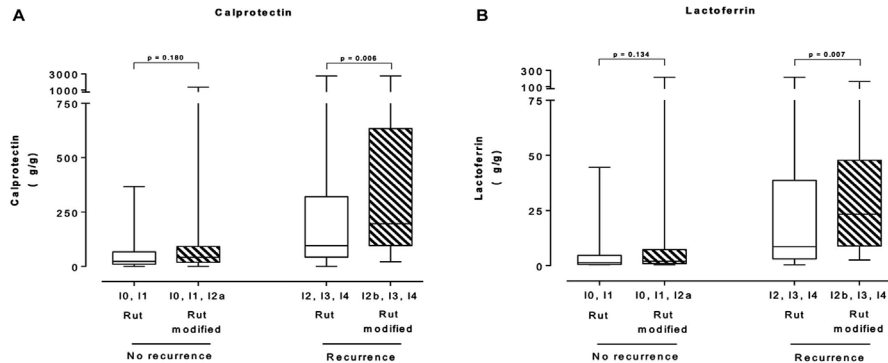 A
Calprotectin
p = 0.180
p = 0.006
3000
1000
750
500
250
0
Calprotectin
( g/g)
I0, I1
I0, I1, I2a
I2, I3, I4
I2b, I3, I4
Rut
Rut
modified
Rut
Rut
modified
No recurrence
Recurrence
B
Lactoferrin
p = 0.134
p = 0.007
300
100
75
50
25
0
Lactoferrin
( g/g)
I0, I1
I0, I1, I2a
I2, I3, I4
I2b, I3, I4
Rut
Rut
modified
Rut
Rut
modified
No recurrence
Recurrence